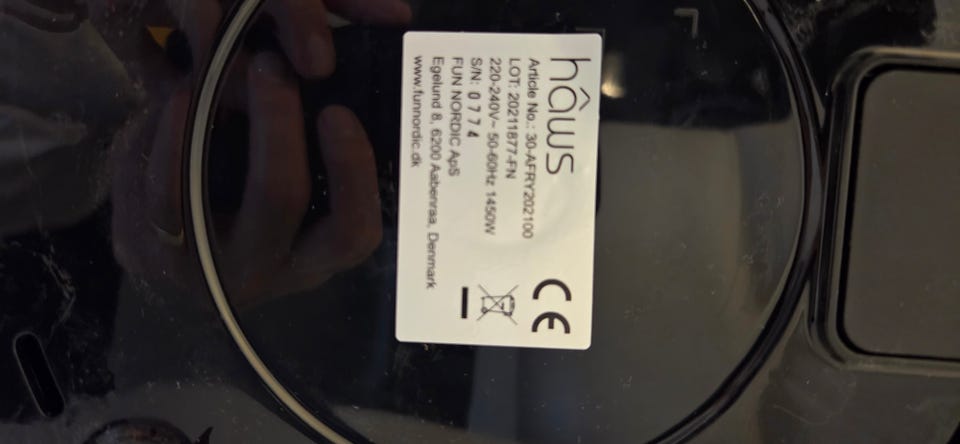 hâws
Article No.: 30-AFRY202100
LOT: 20211877-FN
220-240V~ 50-60Hz 1450W
S/N: 0774
FUN NORDIC ApS
Egelund 8, 6200 Aabenraa, Denmark
www.funnordic.dk
CE